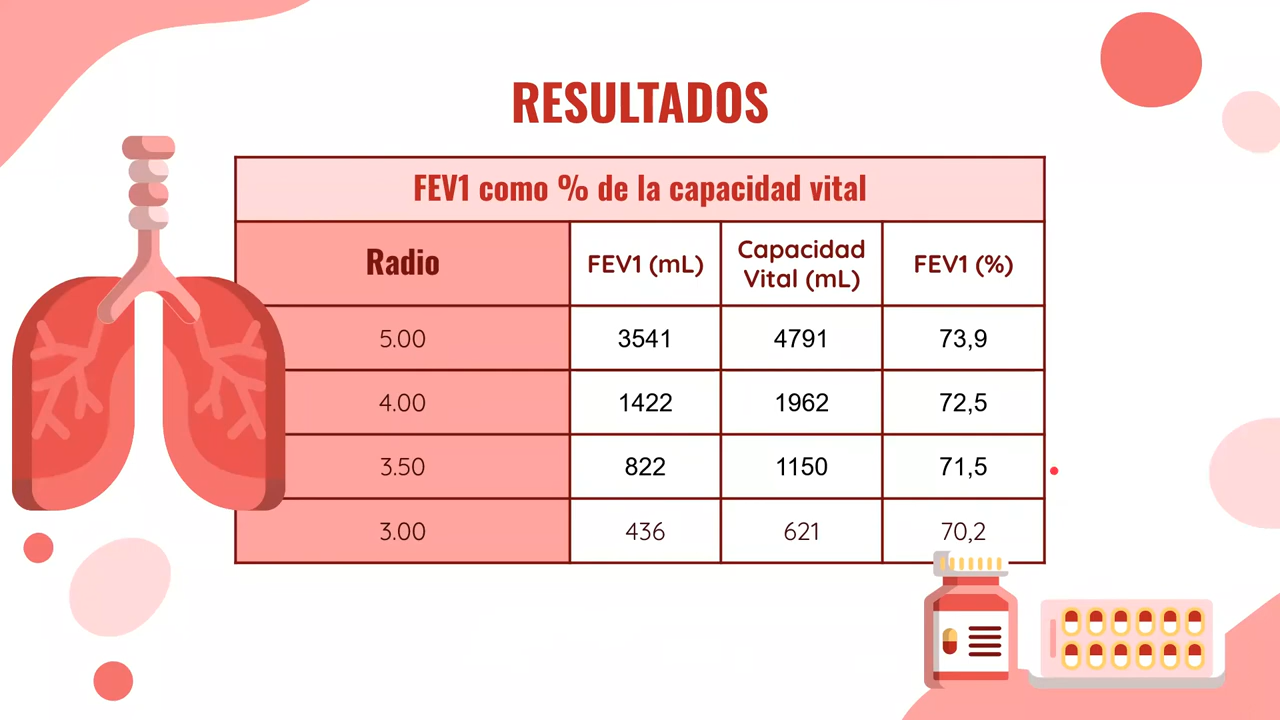 RESULTADOS
FEV1 como % de la capacidad vital
Radio FEV1 (mL) Capacidad Vital (mL) FEV1 (%)
5.00 3541 4791 73,9
4.00 1422 1962 72,5
3.50 822 1150 71,5
3.00 436 621 70,2